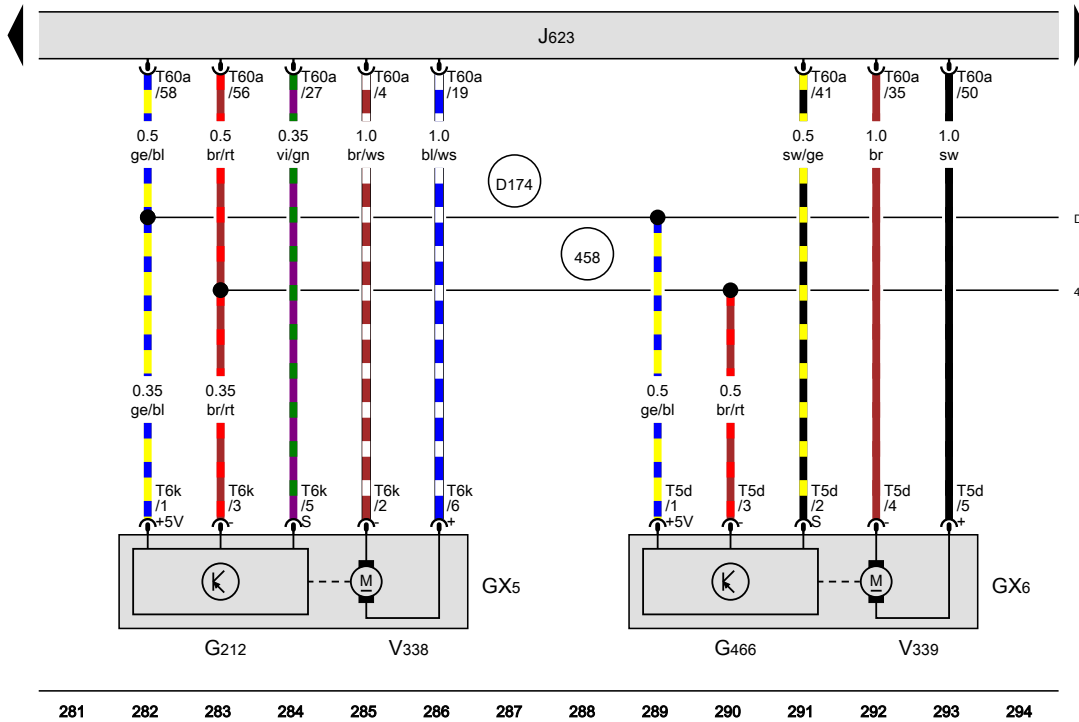 J623
T60a T60a T60a T60a T60a T60a T60a T60a
/58 /56 /27 /4 /19 /41 /35 /50
0.5 0.5 0.35 1.0 1.0 0.5 1.0 1.0
ge/bl br/rt vi/gn br/ws bl/ws sw/ge br sw
D174
D
458
4
0.35 0.35 0.5 0.5
ge/bl br/rt ge/bl br/rt
T6k T6k T6k T6k T6k T5d T5d T5d T5d T5d
/1 /3 /5 /2 /6 /1 /3 /2 /4 /5
+5V - S - + +5V - S - +
M GX5 M GX6
G212 V338 G466 V339
281 282 283 284 285 286 287 288 289 290 291 292 293 294